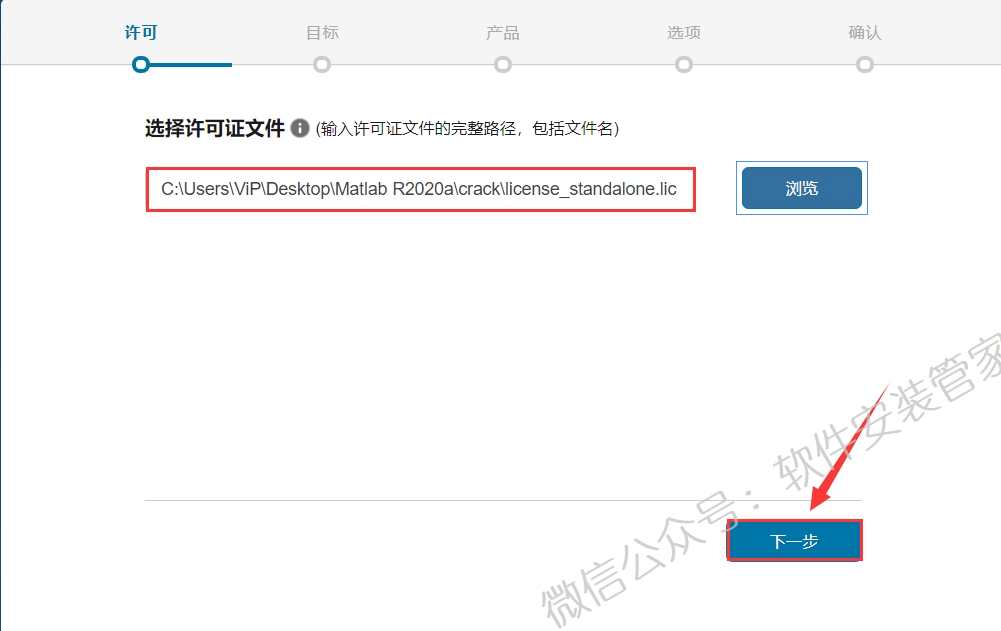 许可 目标 产品 选项 确认
选择许可证文件 (输入许可证文件的完整路径，包括文件名)
C:\Users\ViP\Desktop\Matlab R2020a\crack\license_standalone.lic 浏览
下一步
微信公众号：软件安装管家